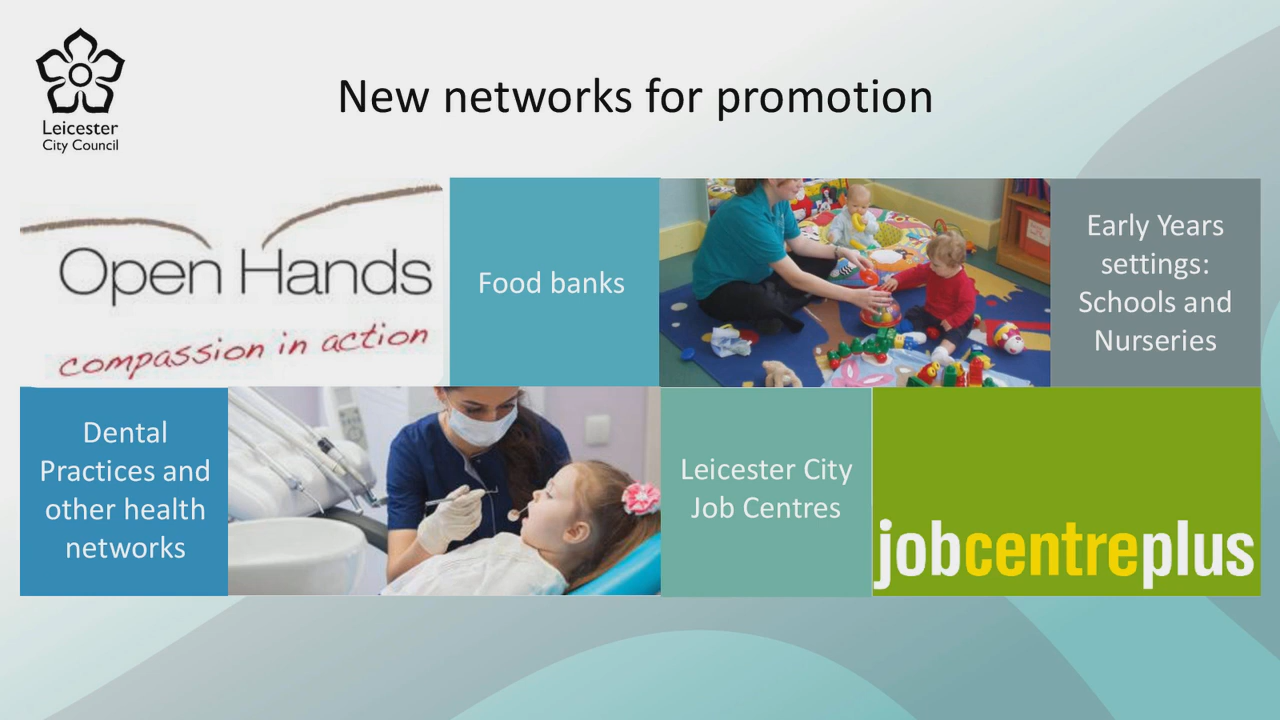 Leicester
City Council
New networks for promotion
Open Hands
compassion in action
Food banks
Early Years
settings:
Schools and
Nurseries
Dental
Practices and
other health
networks
Leicester City
Job Centres
jobcentreplus